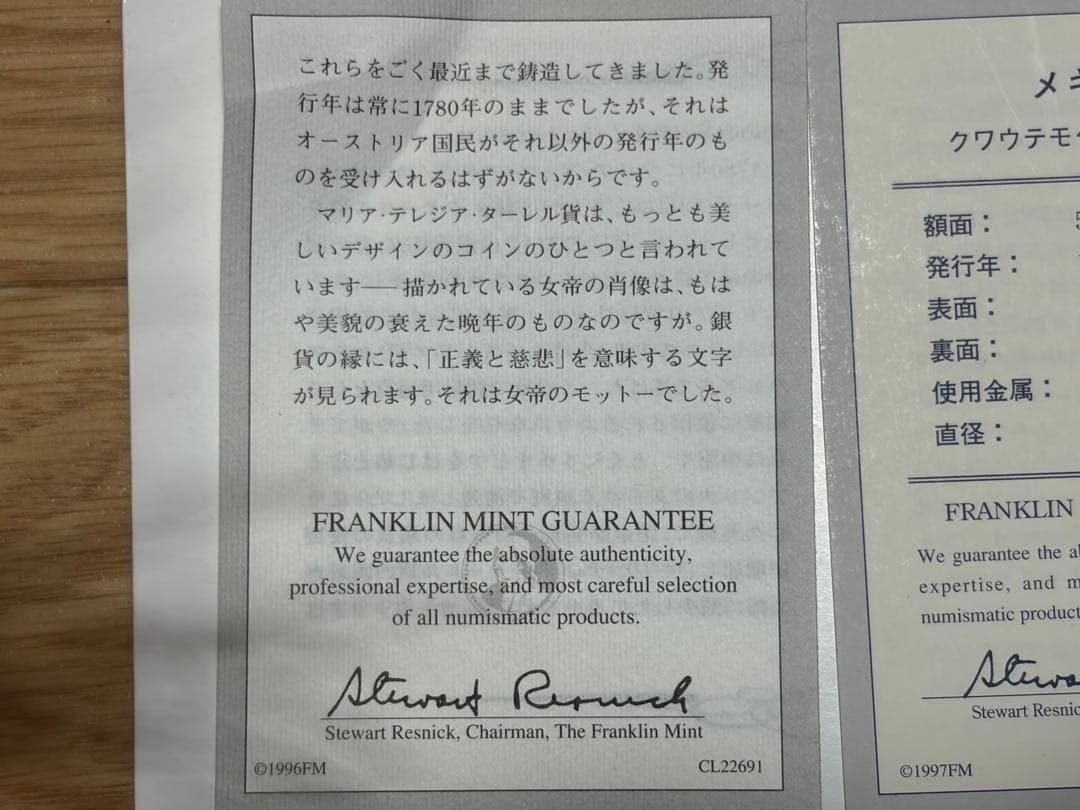 これらをごく最近まで鋳造してきました。発
行年は常に1780年のままでしたが、それは
オーストリア国民がそれ以外の発行年のも
のを受け入れるはずがないからです。
マリア・テレジア・ターレル貨は、もっとも美
しいデザインのコインのひとつと言われて
います――描かれている女帝の肖像は、もは
や美貌の衰えた晩年のものなのですが。銀
貨の縁には、「正義と慈悲」を意味する文字
が見られます。それは女帝のモットーでした。
FRANKLIN MINT GUARANTEE
We guarantee the absolute authenticity,
professional expertise, and most careful selection
of all numismatic products.
Stewart Resnick
Stewart Resnick, Chairman, The Franklin Mint
©1996FM
CL22691
メキ
クワウテモ
額面：
発行年：
表面：
裏面：
使用金属：
直径：
FRANKLIN
We guarantee the
expertise, and
numismatic product
Stewart Resnic
©1997FM